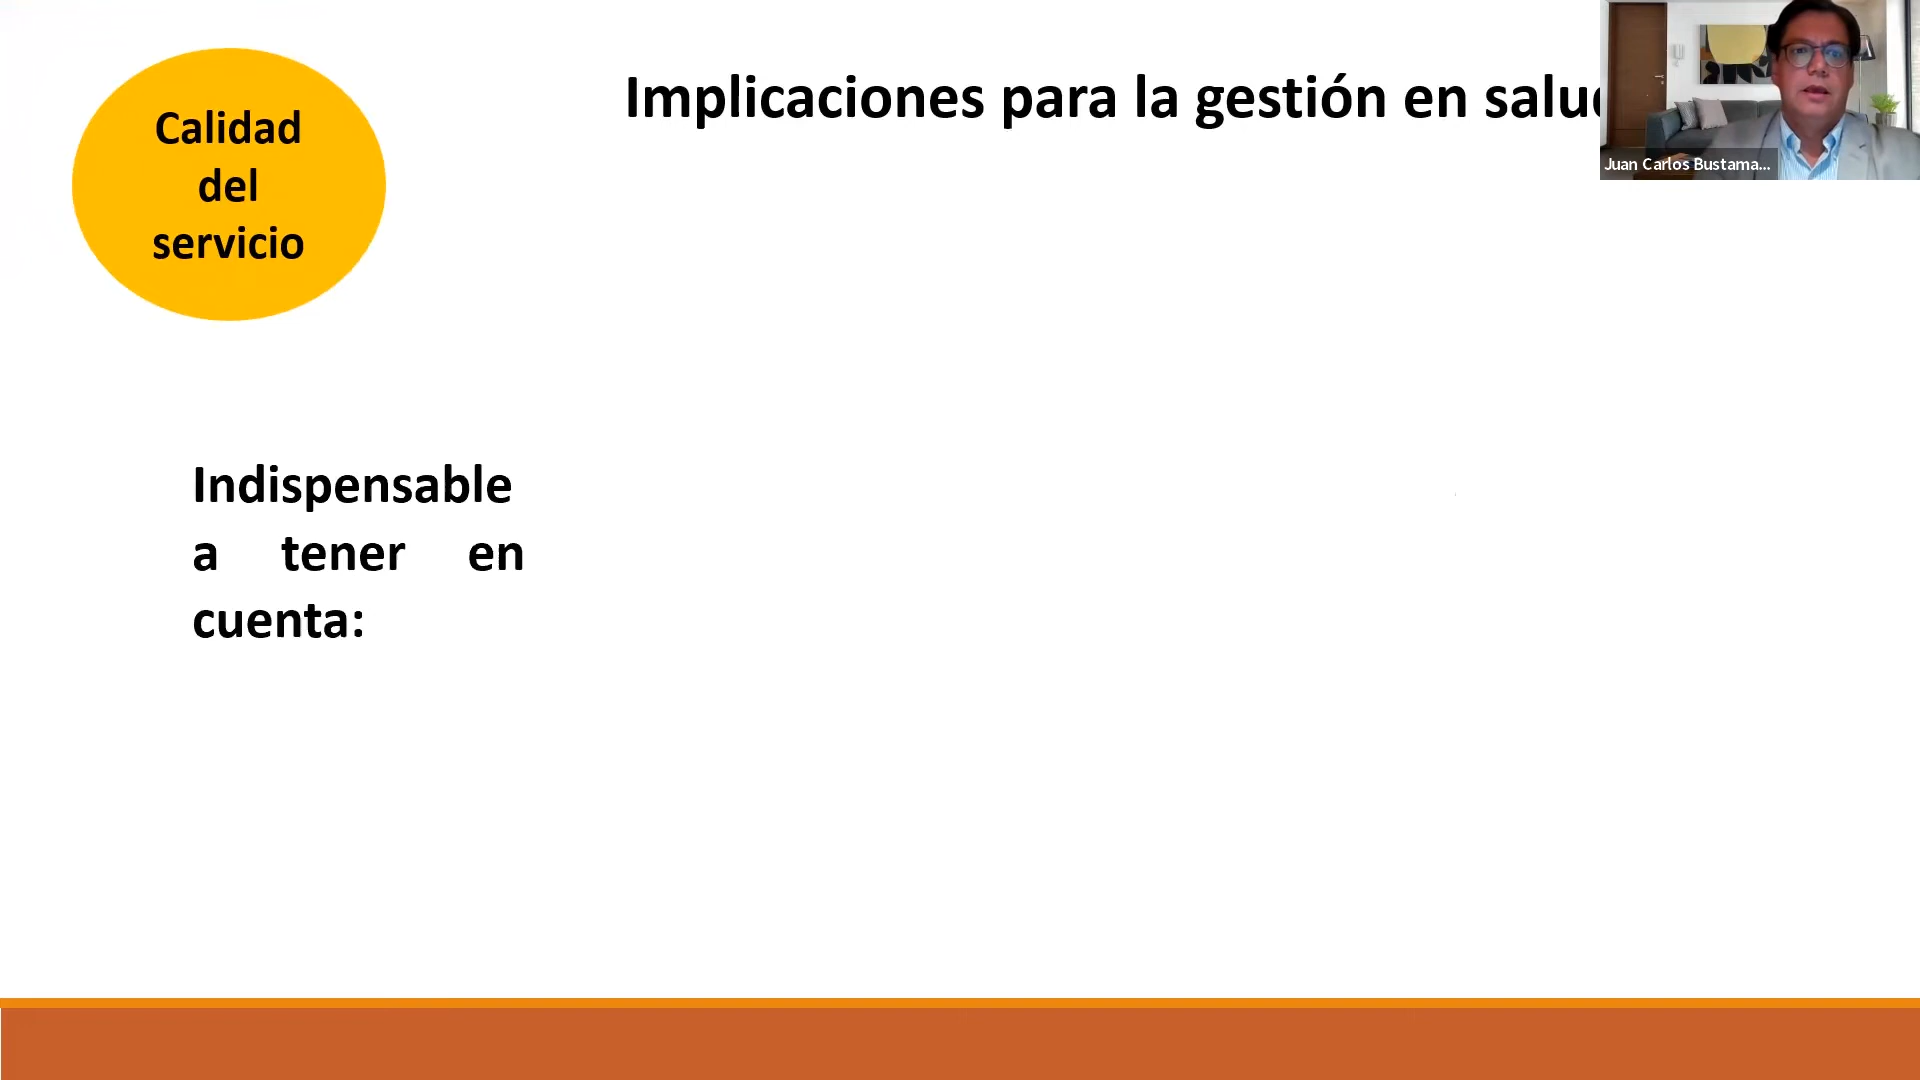 Calidad
del
servicio
Implicaciones para la gestión en salu
Juan Carlos Bustama...
Indispensable
a tener en
cuenta: